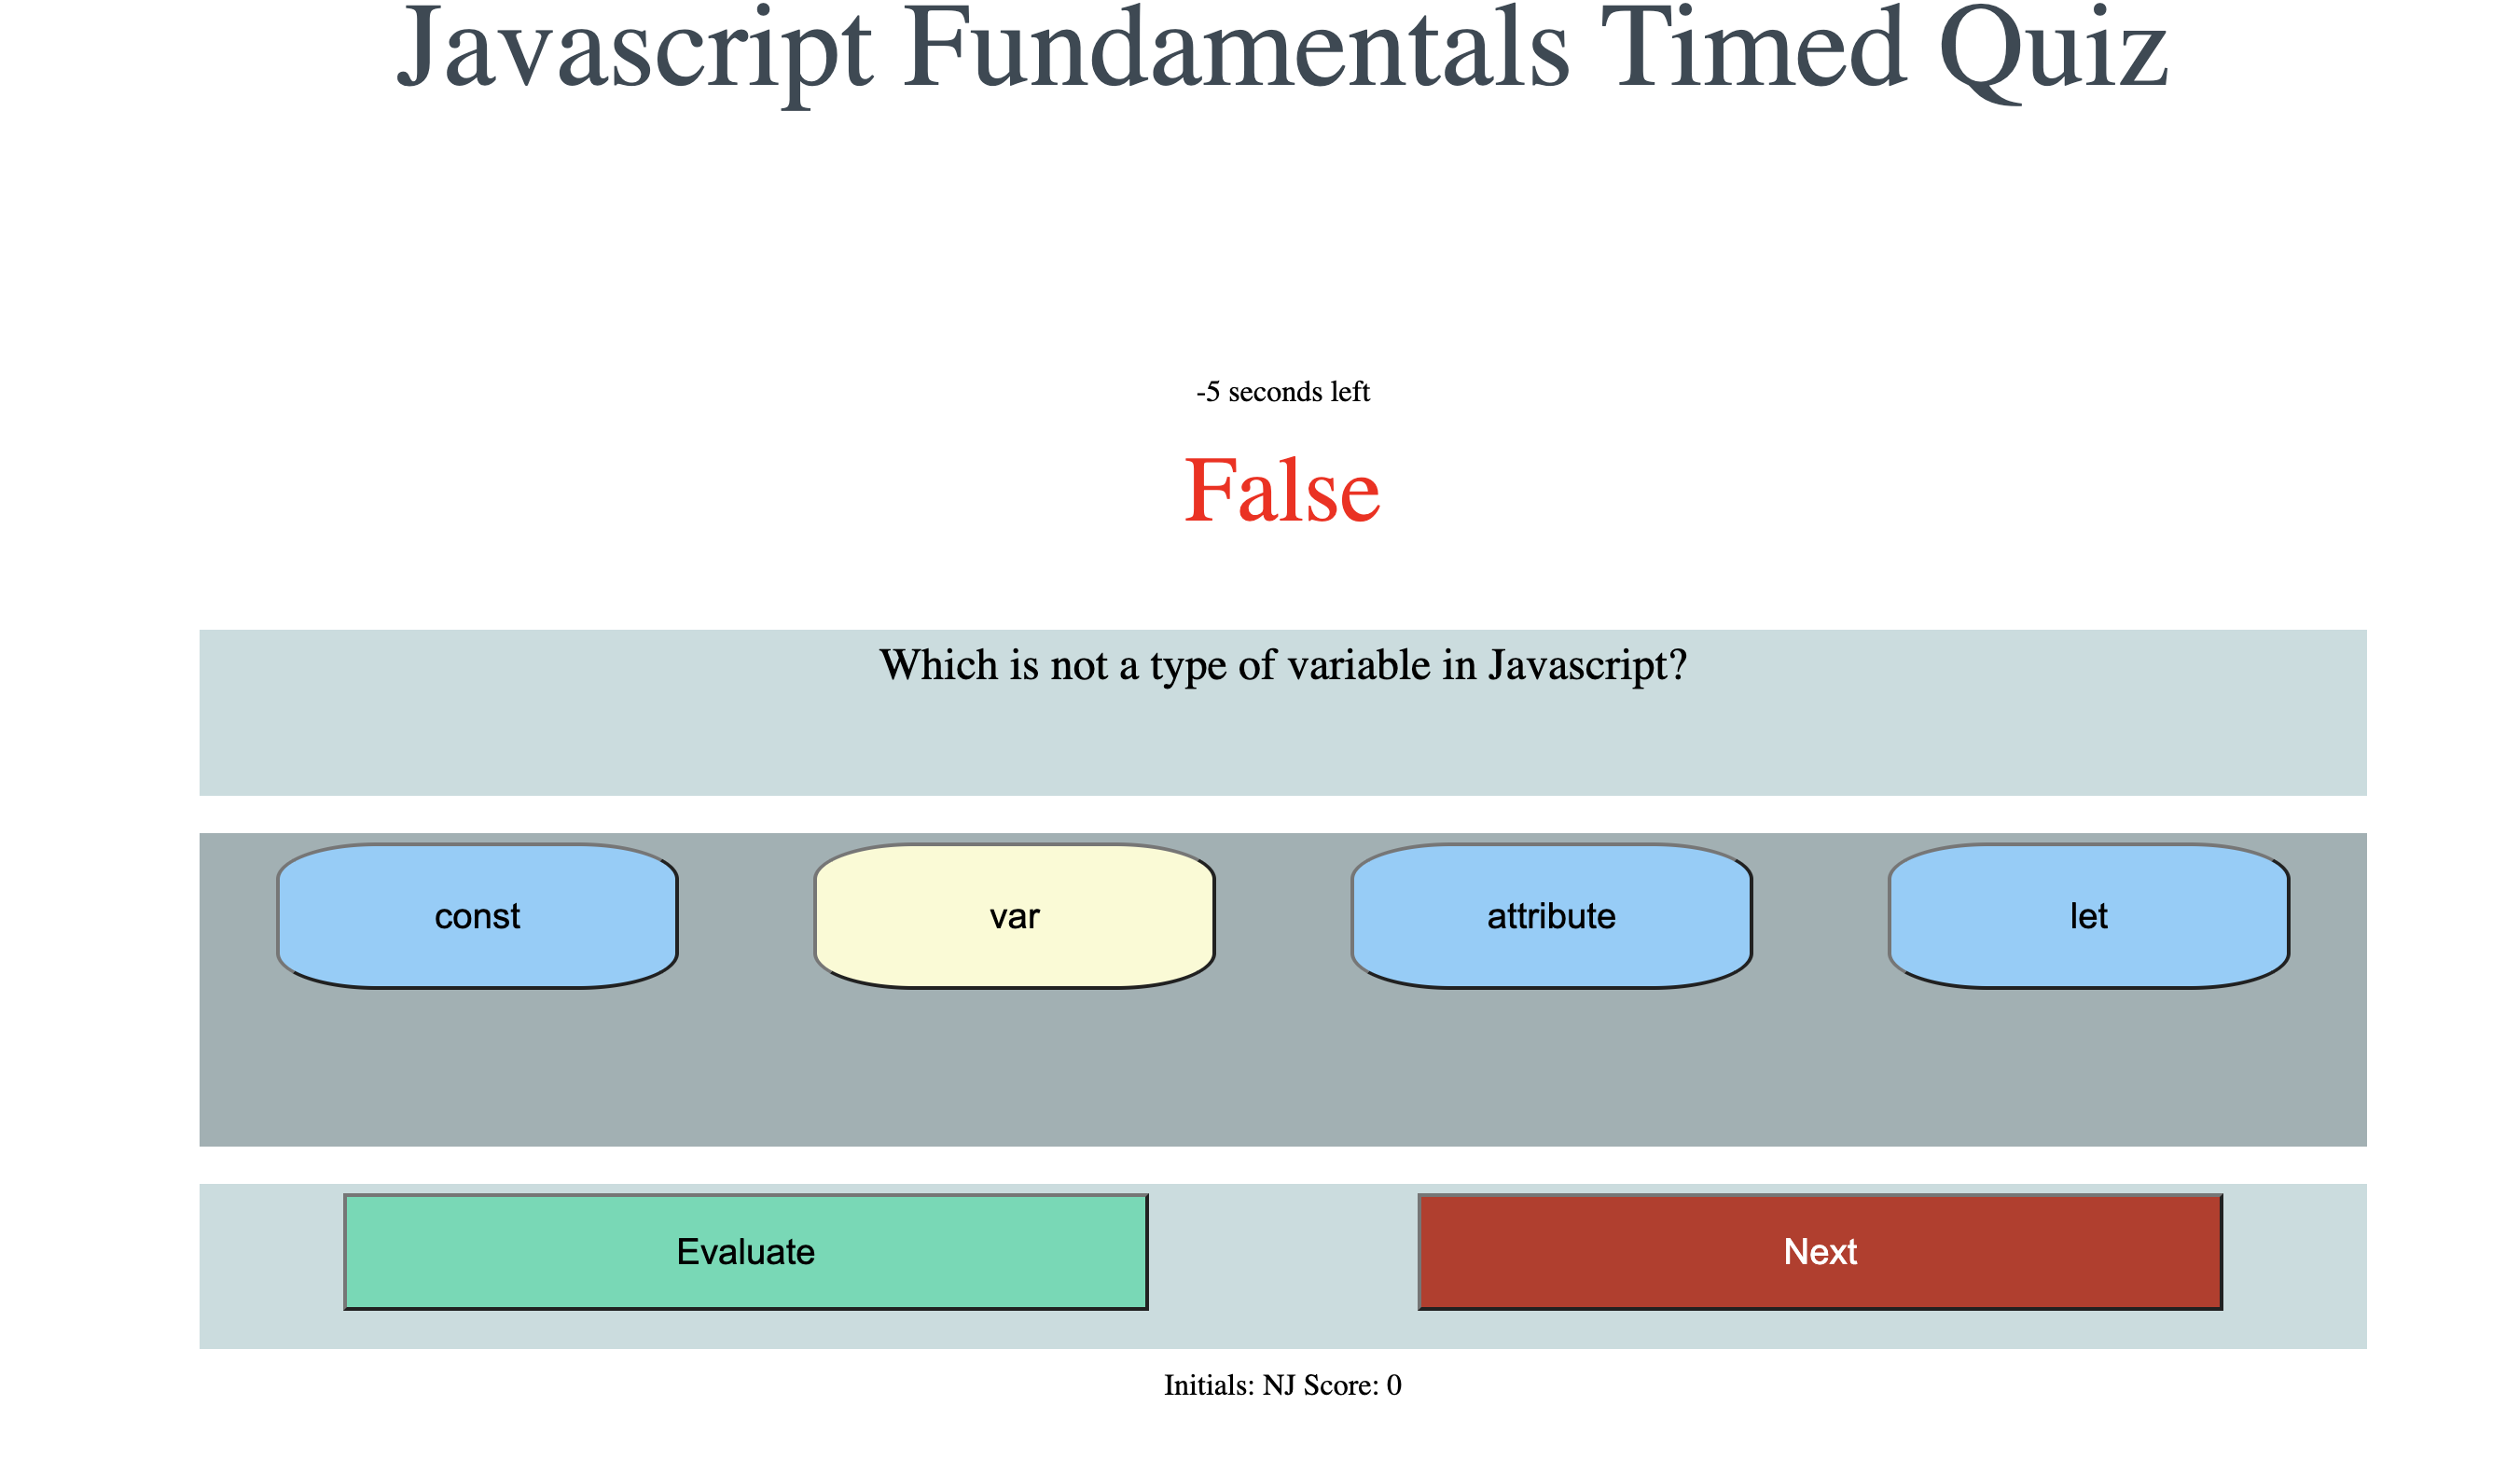 Javascript Fundamentals Timed Quiz
-5 seconds left
False
Which is not a type of variable in Javascript?
const var attribute let
Evaluate Next
Initials: NJ Score: 0